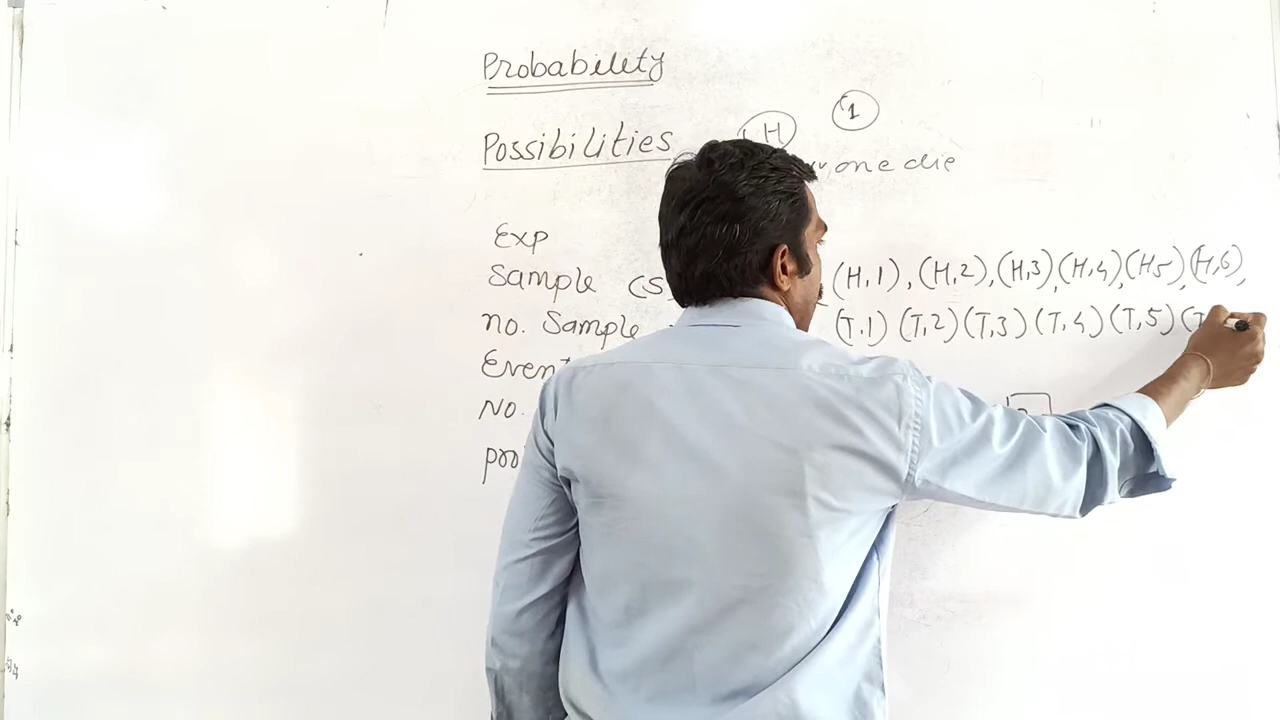 Probability
1
Possibilities H
one die
Exp
Sample (S (H,1), (H,2), (H,3), (H,4), (H,5), (H,6),
no. Sample (T,1) (T,2) (T,3) (T,4) (T,5) (T
Even
No.
pro